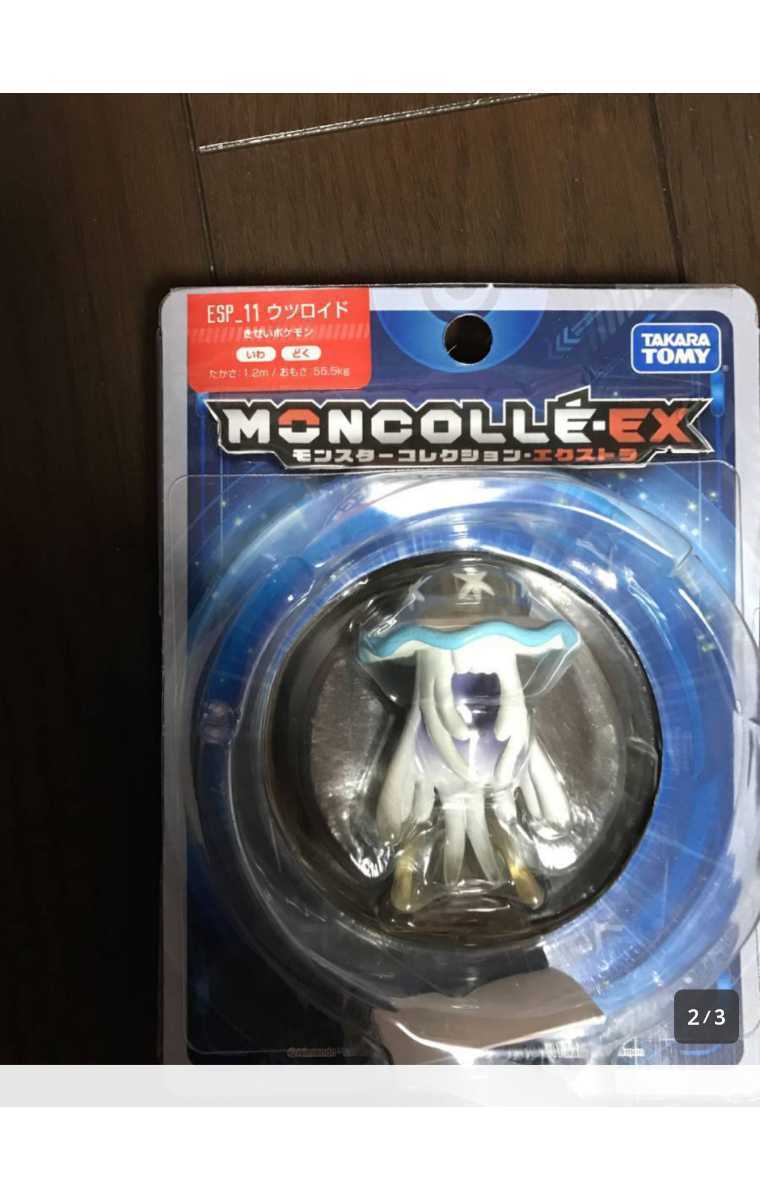 ESP_11 ウツロイド
きせいポケモン
いわ どく
たかさ:1.2m / おもさ:55.5kg
TAKARA
TOMY
MONCOLLÉ-EX
モンスターコレクション・エクストラ
2/3